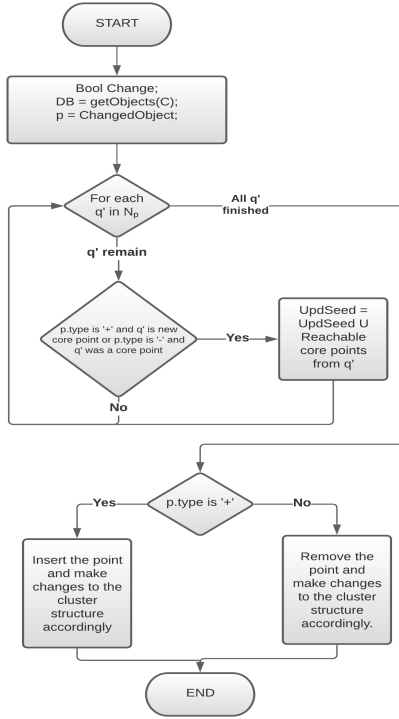 START
Bool Change;
DB = getObjects(C);
p = ChangedObject;
For each
q' in Np
All q'
finished
q' remain
p.type is '+' and q' is new
core point or p.type is '-' and
q' was a core point
Yes
UpdSeed =
UpdSeed U
Reachable
core points
from q'
No
p.type is '+'
Yes
No
Insert the point
and make
changes to the
cluster
structure
accordingly
Remove the
point and
make changes
to the cluster
structure
accordingly.
END